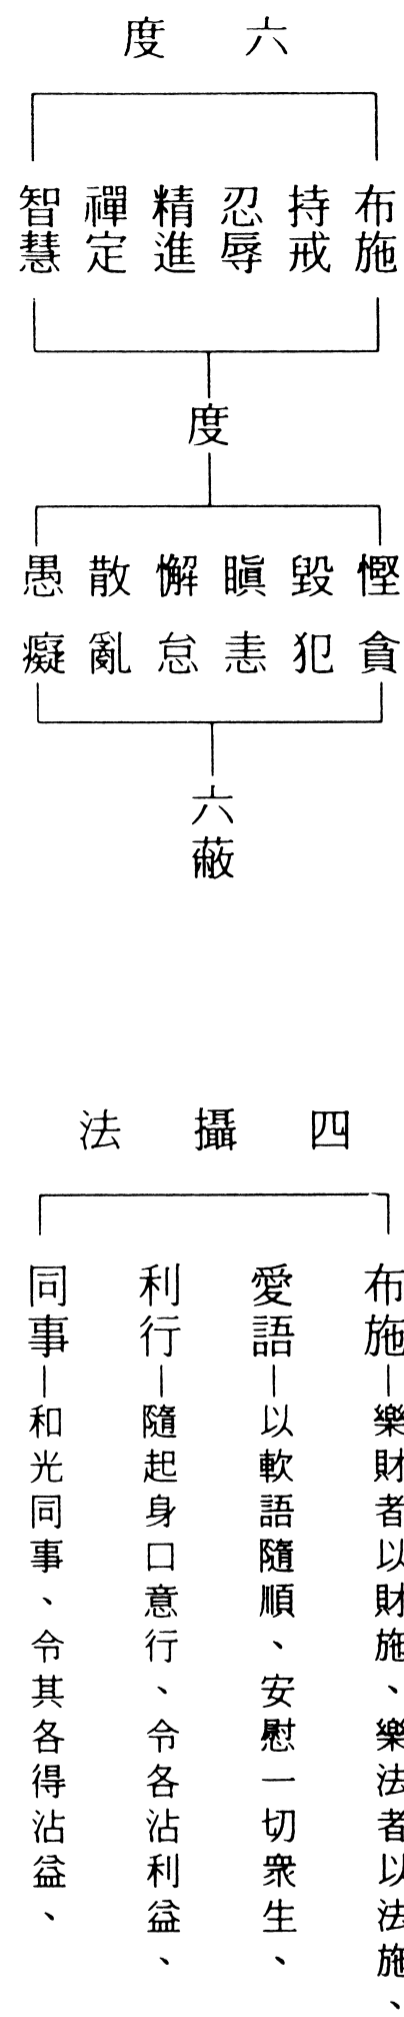 六度
布施
持戒
忍辱
精進
禪定
智慧
度
慳貪
毀犯
瞋恚
懈怠
散亂
愚癡
六蔽
四攝法
布施－樂財者以財施、樂法者以法施、
愛語－以軟語隨順、安慰一切衆生、
利行－隨起身口意行、令各沾利益、
同事－和光同事、令其各得沾益、